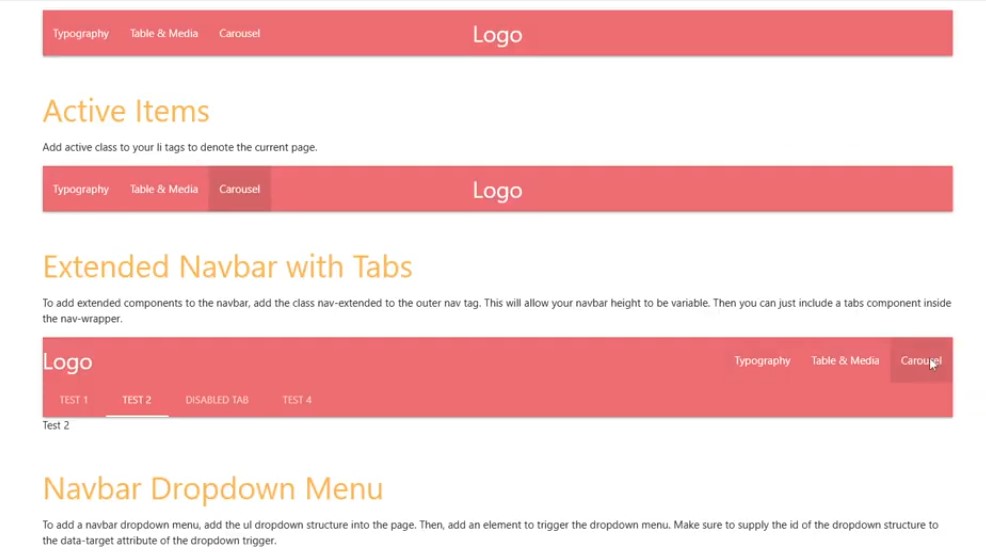 Typography Table & Media Carousel Logo
Active Items
Add active class to your li tags to denote the current page.
Typography Table & Media Carousel Logo
Extended Navbar with Tabs
To add extended components to the navbar, add the class nav-extended to the outer nav tag. This will allow your navbar height to be variable. Then you can just include a tabs component inside
the nav-wrapper.
Logo Typography Table & Media Carousel
TEST 1 TEST 2 DISABLED TAB TEST 4
Test 2
Navbar Dropdown Menu
To add a navbar dropdown menu, add the ul dropdown structure into the page. Then, add an element to trigger the dropdown menu. Make sure to supply the id of the dropdown structure to
the data-target attribute of the dropdown trigger.